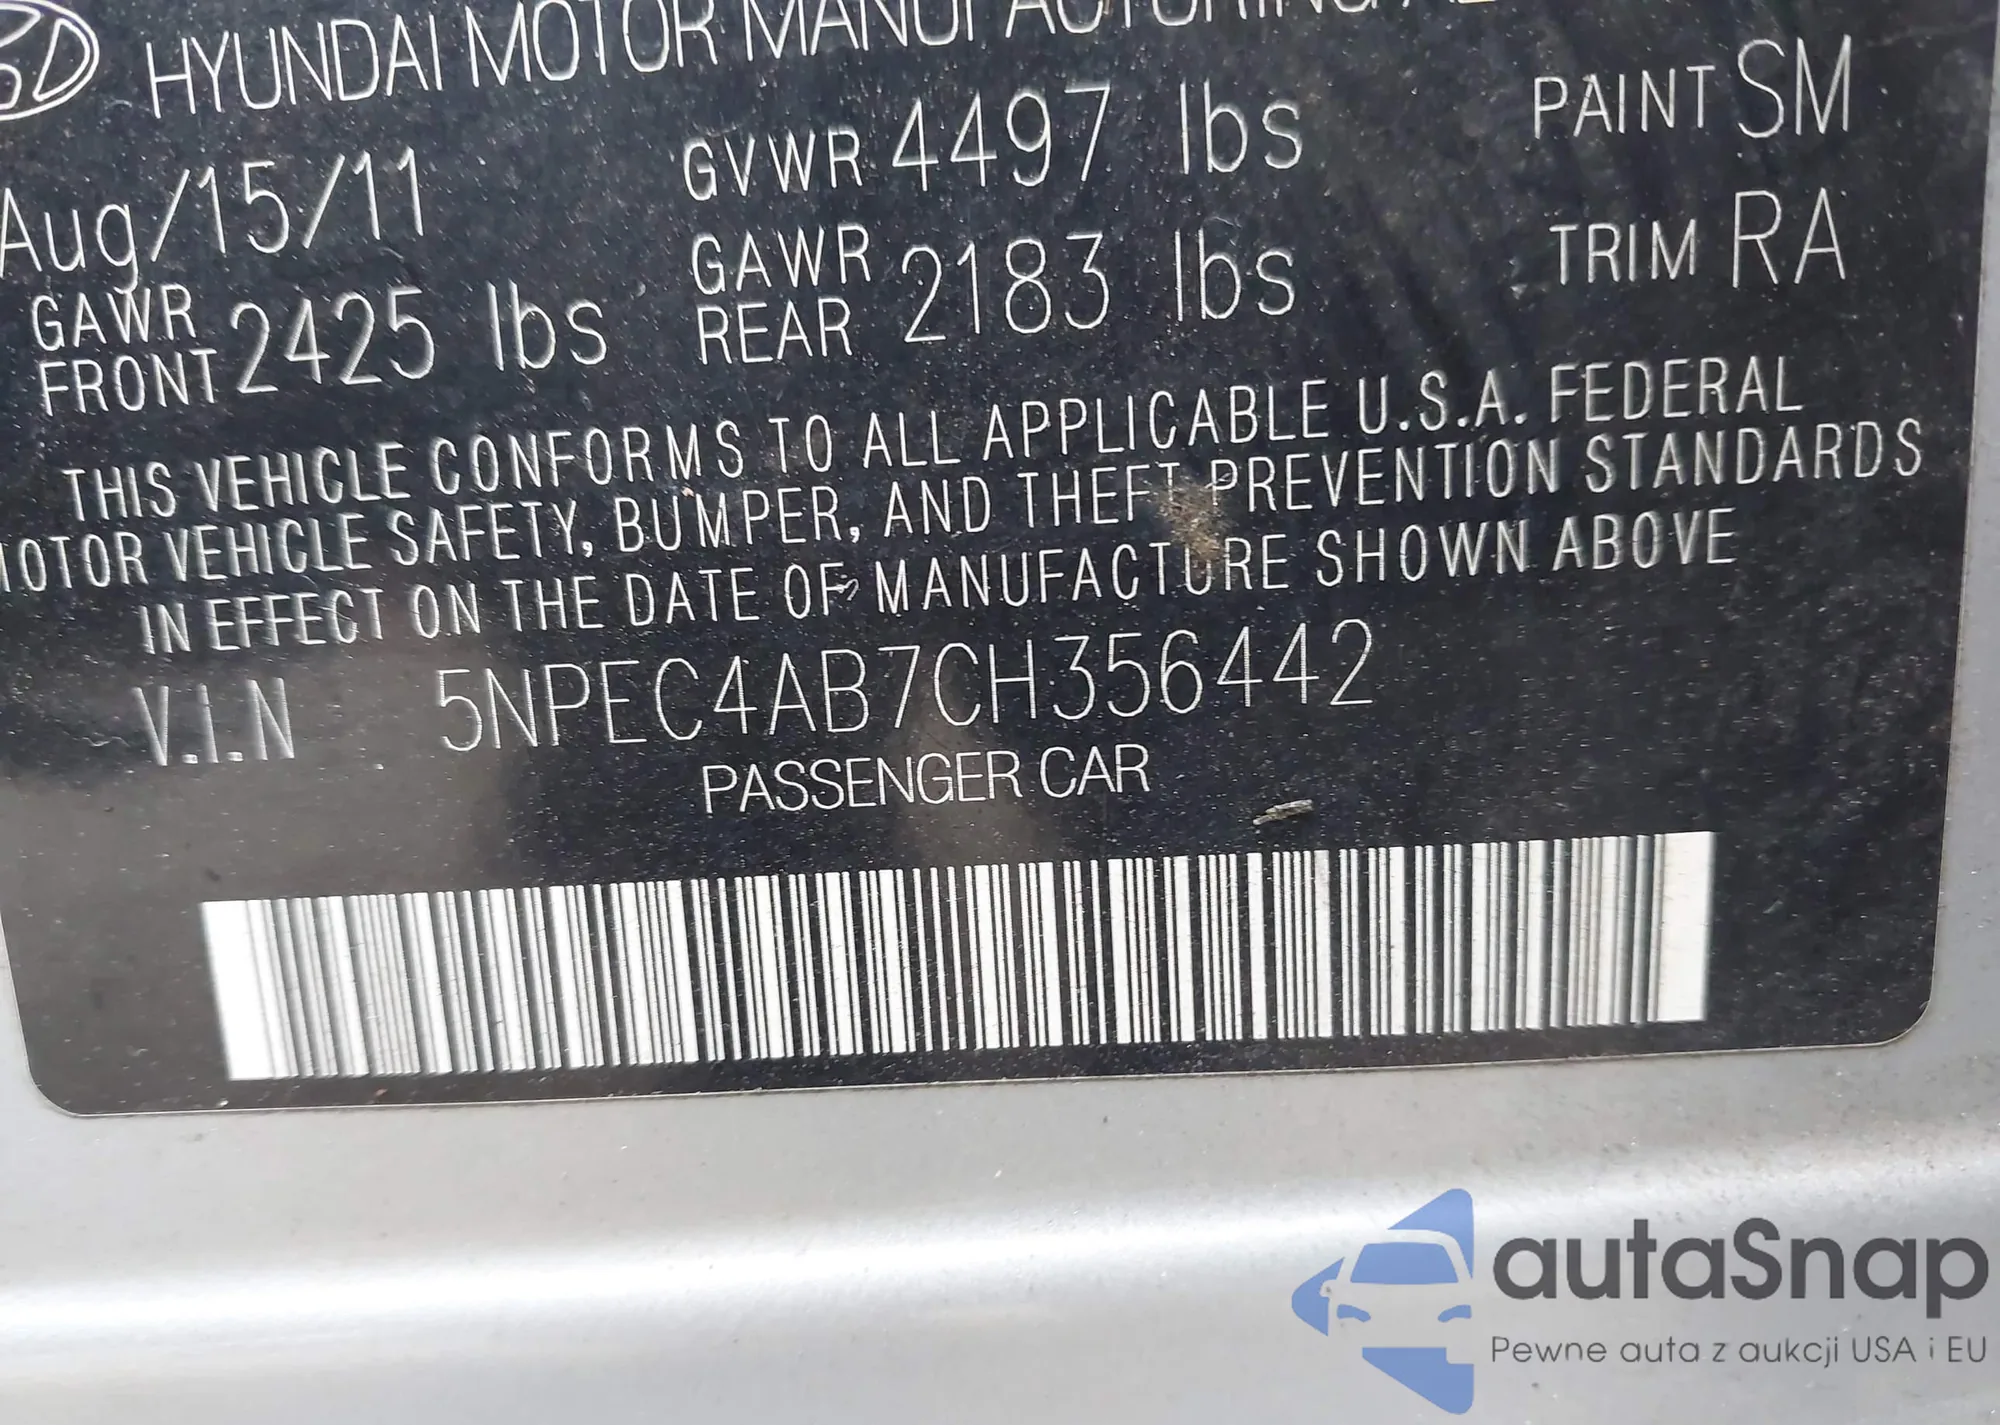 HYUNDAI MOTOR MANUFACTURING
Aug/15/11 GVWR 4497 lbs PAINT SM
GAWR FRONT 2425 lbs GAWR REAR 2183 lbs TRIM RA
THIS VEHICLE CONFORMS TO ALL APPLICABLE U.S.A. FEDERAL
MOTOR VEHICLE SAFETY, BUMPER, AND THEFT PREVENTION STANDARDS
IN EFFECT ON THE DATE OF MANUFACTURE SHOWN ABOVE
V.I.N 5NPEC4AB7CH356442
PASSENGER CAR
autaSnap
Pewne auta z aukcji USA i EU